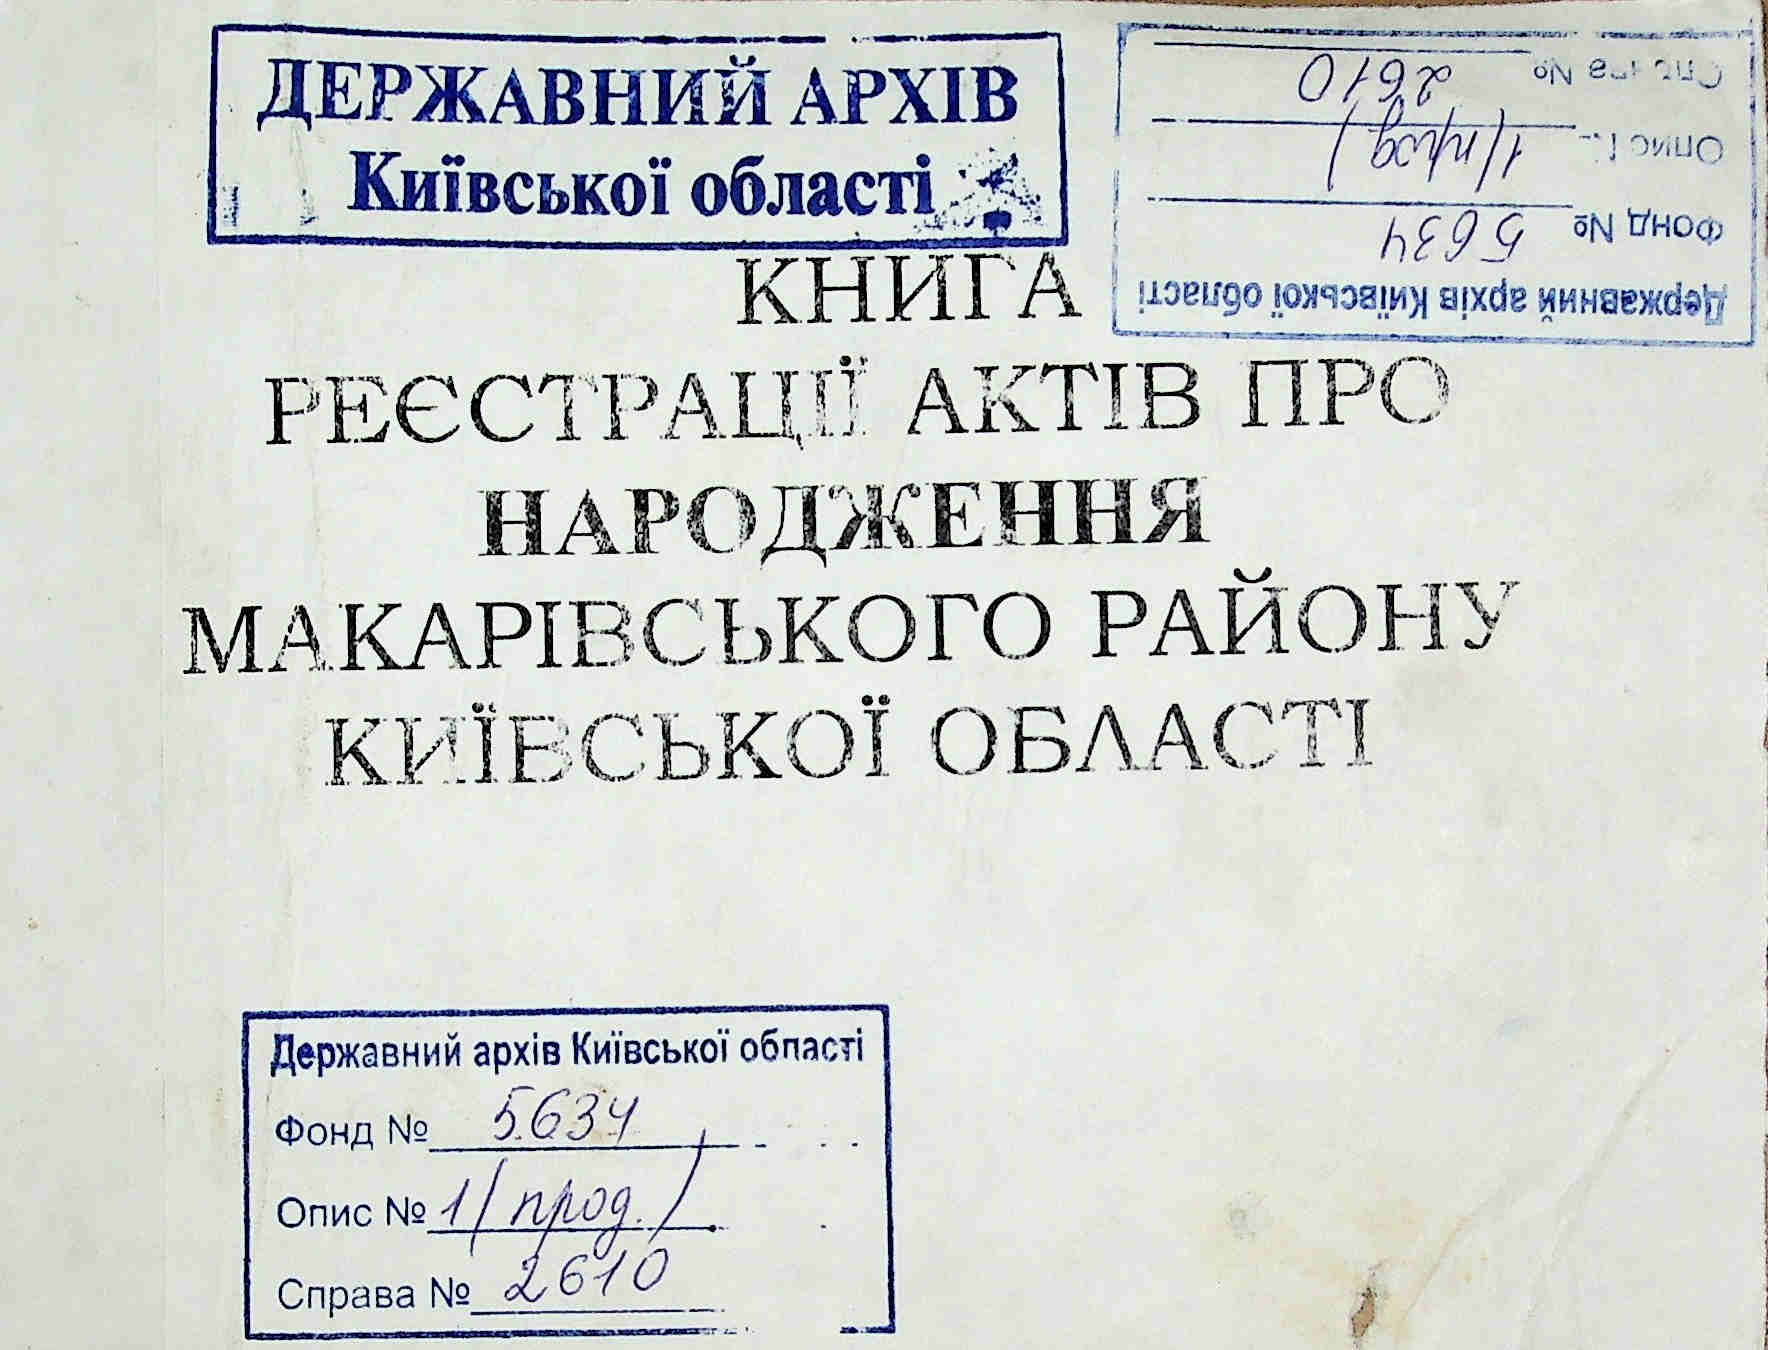 ДЕРЖАВНИЙ АРХІВ
Київської області
Державний архів Київської області
Фонд № 5634
Опис № 1/прод/
Справа № 2610
КНИГА
РЕЄСТРАЦІЇ АКТІВ ПРО
НАРОДЖЕННЯ
МАКАРІВСЬКОГО РАЙОНУ
КИЇВСЬКОЇ ОБЛАСТІ
Державний архів Київської області
Фонд № 5634
Опис № 1/прод./
Справа № 2610